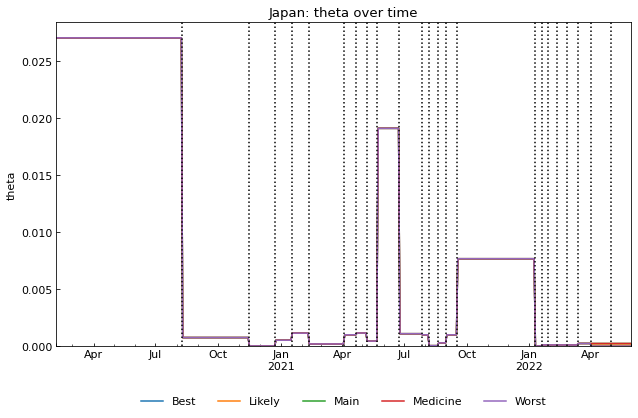 Japan: theta over time
theta
0.025
0.020
0.015
0.010
0.005
0.000
Apr Jul Oct Jan Apr Jul Oct Jan Apr
2021 2022
Best Likely Main Medicine Worst